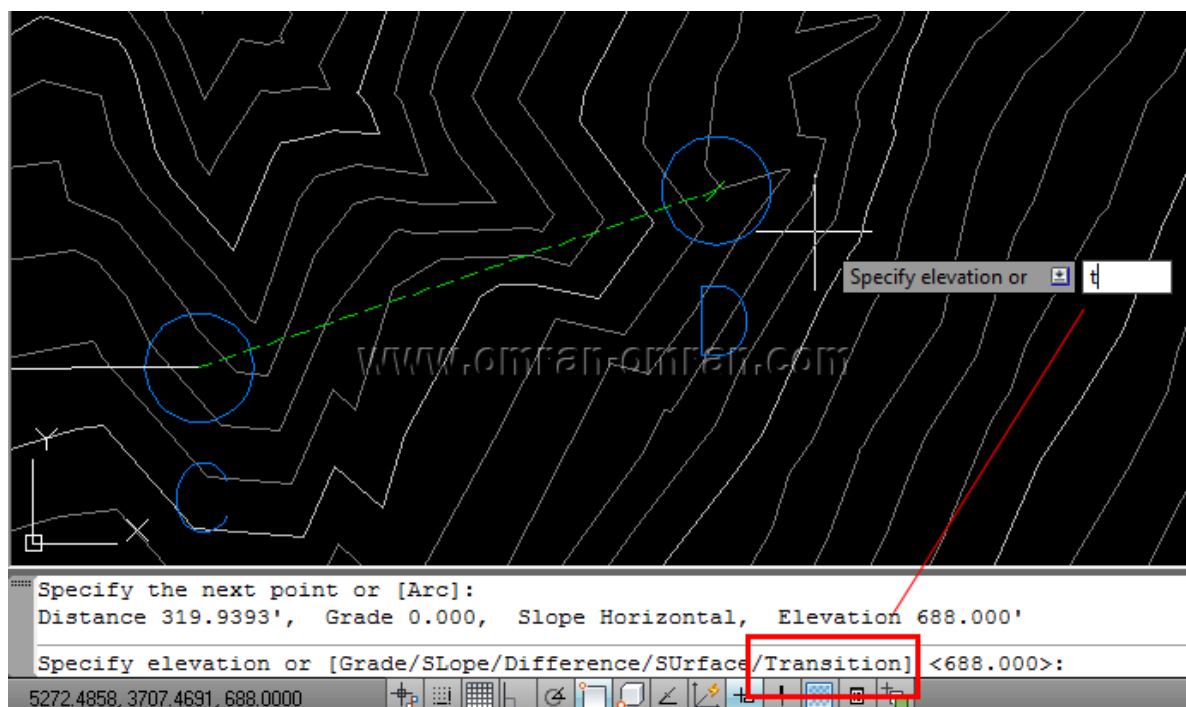 Specify elevation or t
D
www.omran-omran.com
C
Y
X
Specify the next point or [Arc]:
Distance 319.9393', Grade 0.000, Slope Horizontal, Elevation 688.000'
Specify elevation or [Grade/SLope/Difference/SUrface/Transition] <688.000>:
5272.4858, 3707.4691, 688.0000